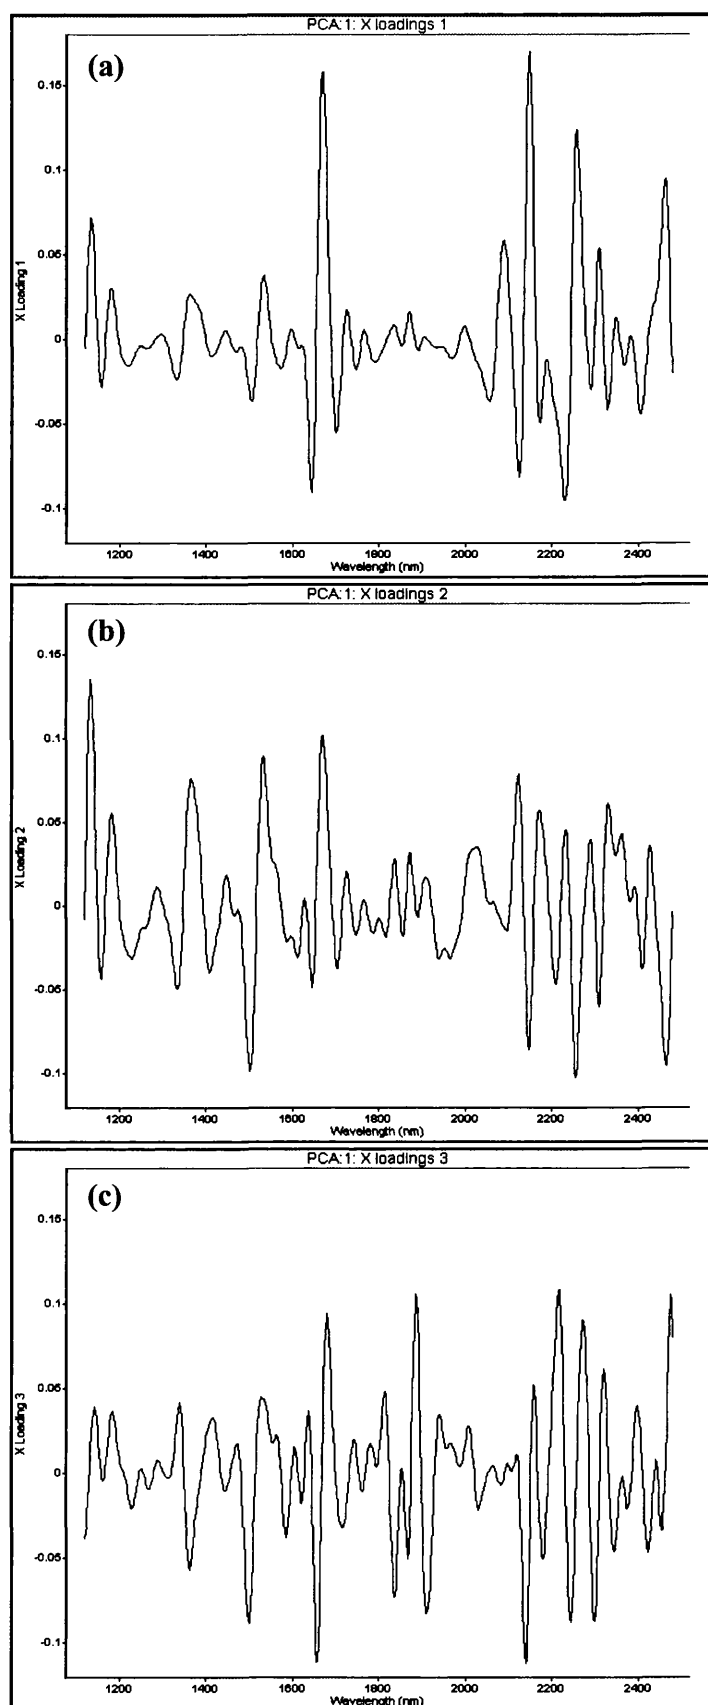 PCA:1: X loadings 1
(a)
0.15
0.1
0.05
0
-0.05
-0.1
X Loading 1
1200 1400 1600 1800 2000 2200 2400
Wavelength (nm)
PCA:1: X loadings 2
(b)
0.15
0.1
0.05
0
-0.05
-0.1
X Loading 2
1200 1400 1600 1800 2000 2200 2400
Wavelength (nm)
PCA:1: X loadings 3
(c)
0.15
0.1
0.05
0
-0.05
-0.1
X Loading 3
1200 1400 1600 1800 2000 2200 2400
Wavelength (nm)